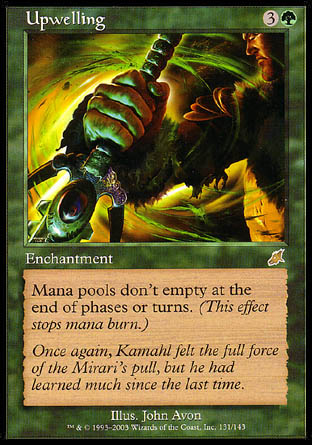 Upwelling 3
Enchantment
Mana pools don't empty at the
end of phases or turns. (This effect
stops mana burn.)
Once again, Kamahl felt the full force
of the Mirari's pull, but he had
learned much since the last time.
Illus. John Avon
™ & © 1993-2003 Wizards of the Coast, Inc. 131/143